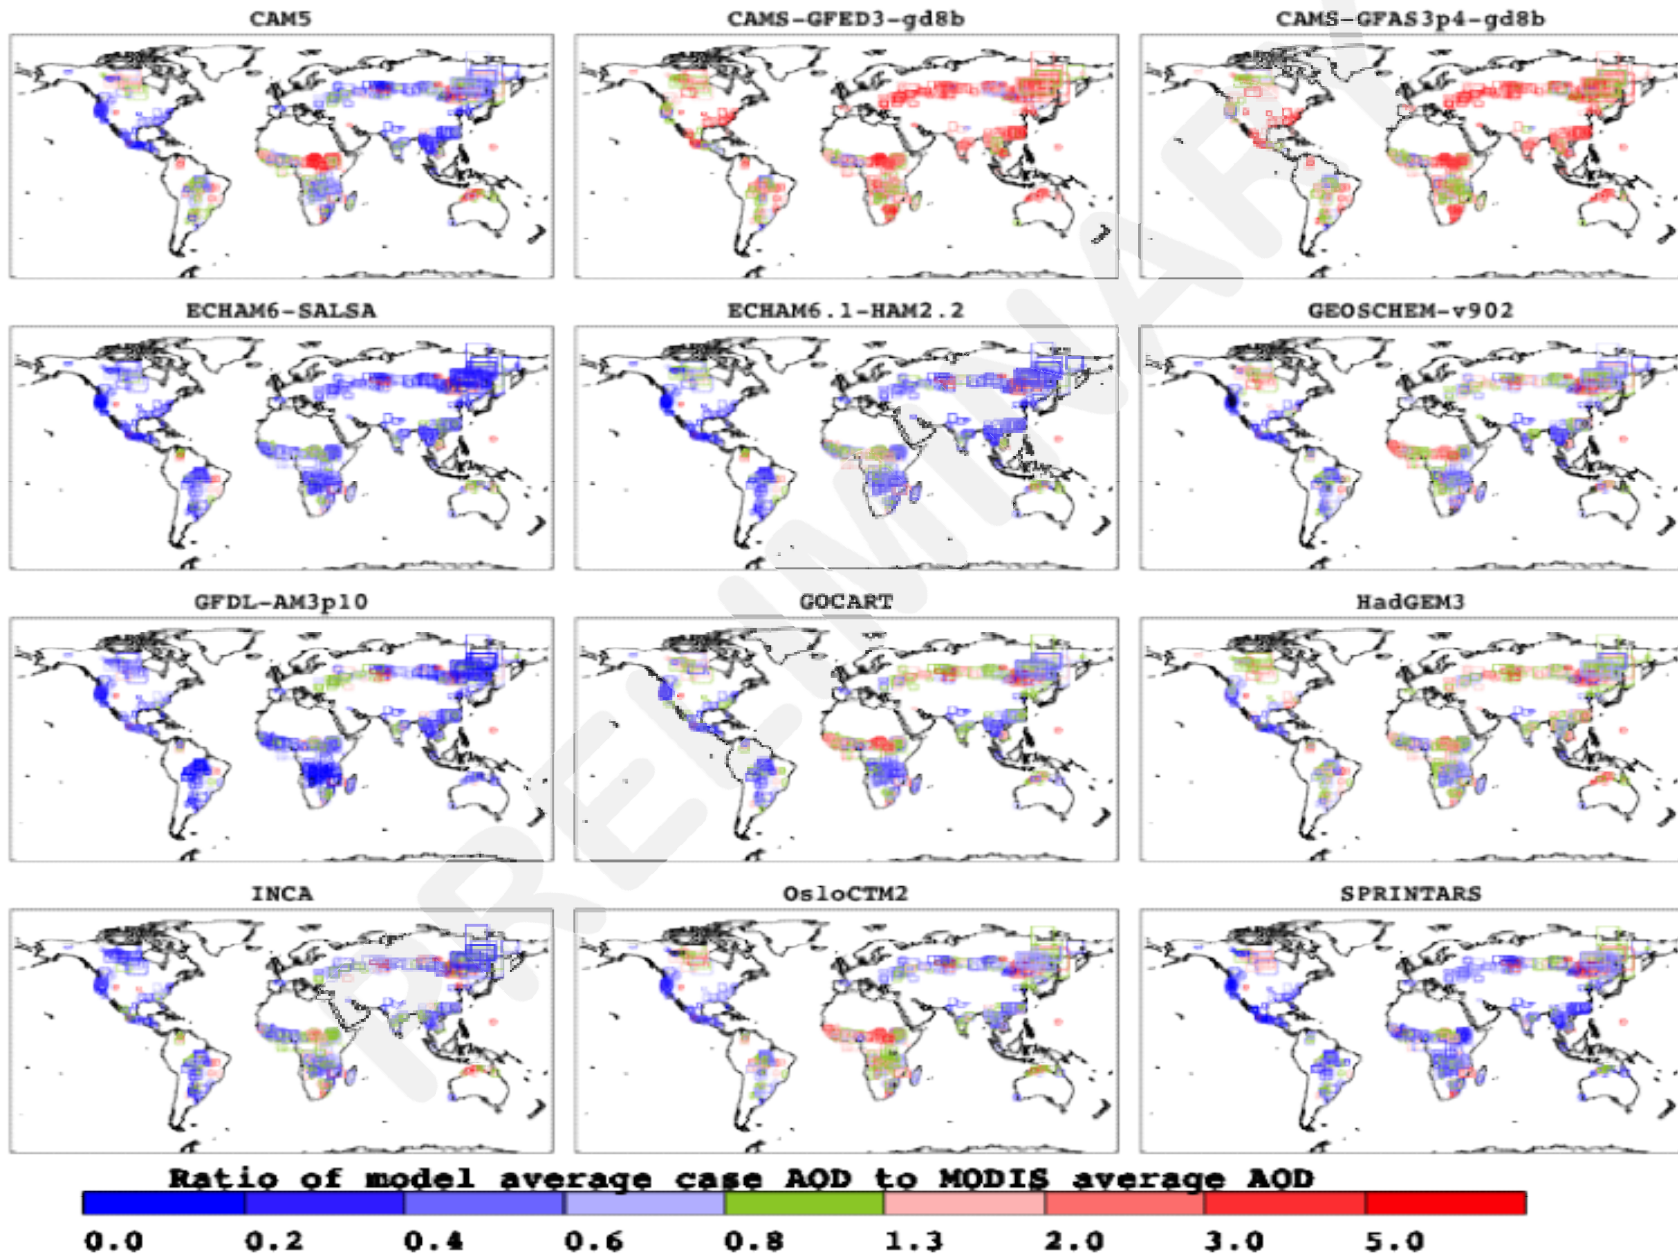 CAM5 CAMS-GFED3-gd8b CAMS-GFAS3p4-gd8b
ECHAM6-SALSA ECHAM6.1-HAM2.2 GEOSCHEM-v902
GFDL-AM3p10 GOCART HadGEM3
INCA OsloCTM2 SPRINTARS
PRELIMINARY
Ratio of model average case AOD to MODIS average AOD
0.0 0.2 0.4 0.6 0.8 1.3 2.0 3.0 5.0